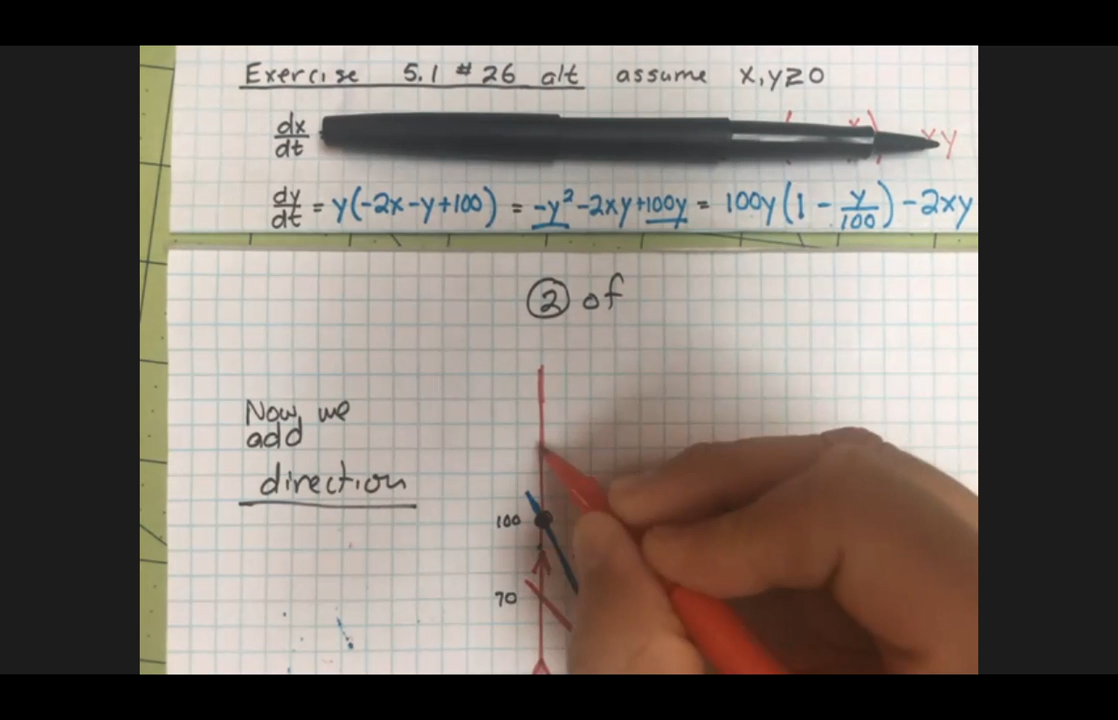 Exercise 5.1 # 26 alt assume x, y ≥ 0
dx/dt
dy/dt = y(-2x-y+100) = -y²-2xy+100y = 100y(1 - y/100) - 2xy
② of
Now, we
add
direction
100
70